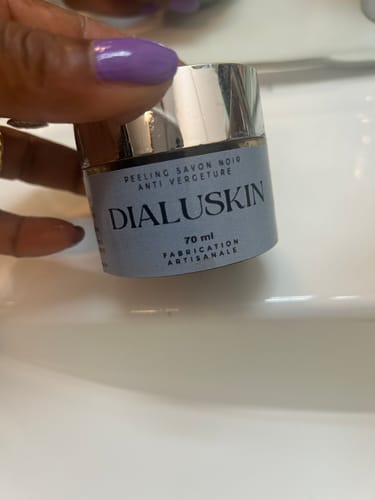 PEELING SAVON NOIR
ANTI VERGETURE
DIALUSKIN
70 ml
FABRICATION
ARTISANALE